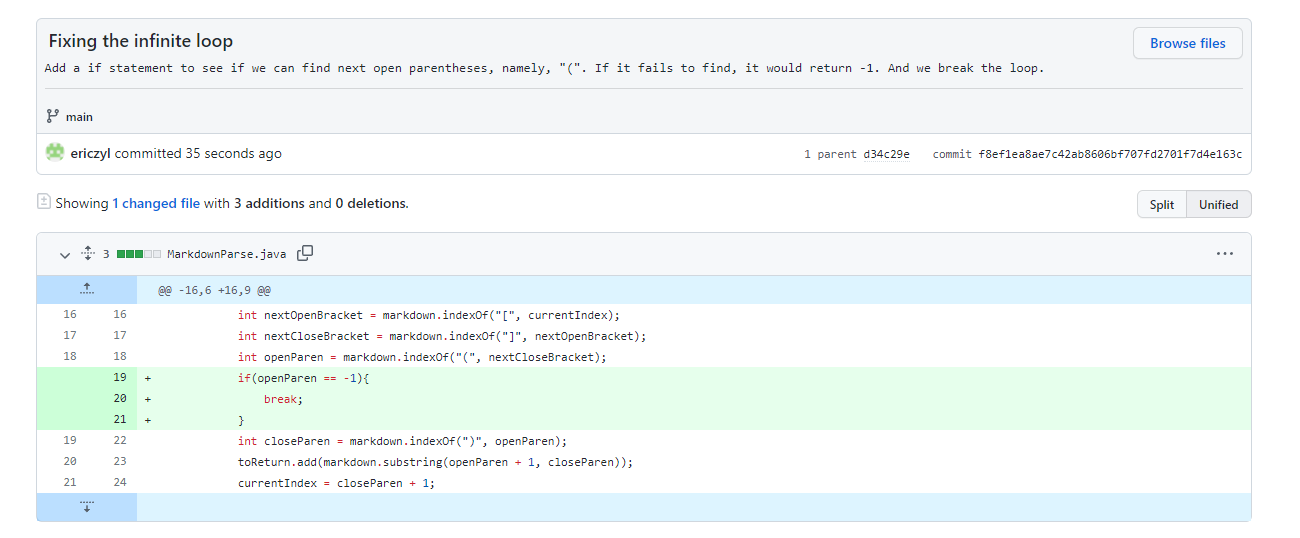 Fixing the infinite loop
Browse files
Add a if statement to see if we can find next open parentheses, namely, "(". If it fails to find, it would return -1. And we break the loop.
main
ericzyl committed 35 seconds ago
1 parent d34c29e commit f8ef1ea8ae7c42ab8606bf707fd2701f7d4e163c
Showing 1 changed file with 3 additions and 0 deletions.
Split Unified
3 MarkdownParse.java
@@ -16,6 +16,9 @@
16 16 int nextOpenBracket = markdown.indexOf("[", currentIndex);
17 17 int nextCloseBracket = markdown.indexOf("]", nextOpenBracket);
18 18 int openParen = markdown.indexOf("(", nextCloseBracket);
19 + if(openParen == -1){
20 + break;
21 + }
19 22 int closeParen = markdown.indexOf(")", openParen);
20 23 toReturn.add(markdown.substring(openParen + 1, closeParen));
21 24 currentIndex = closeParen + 1;